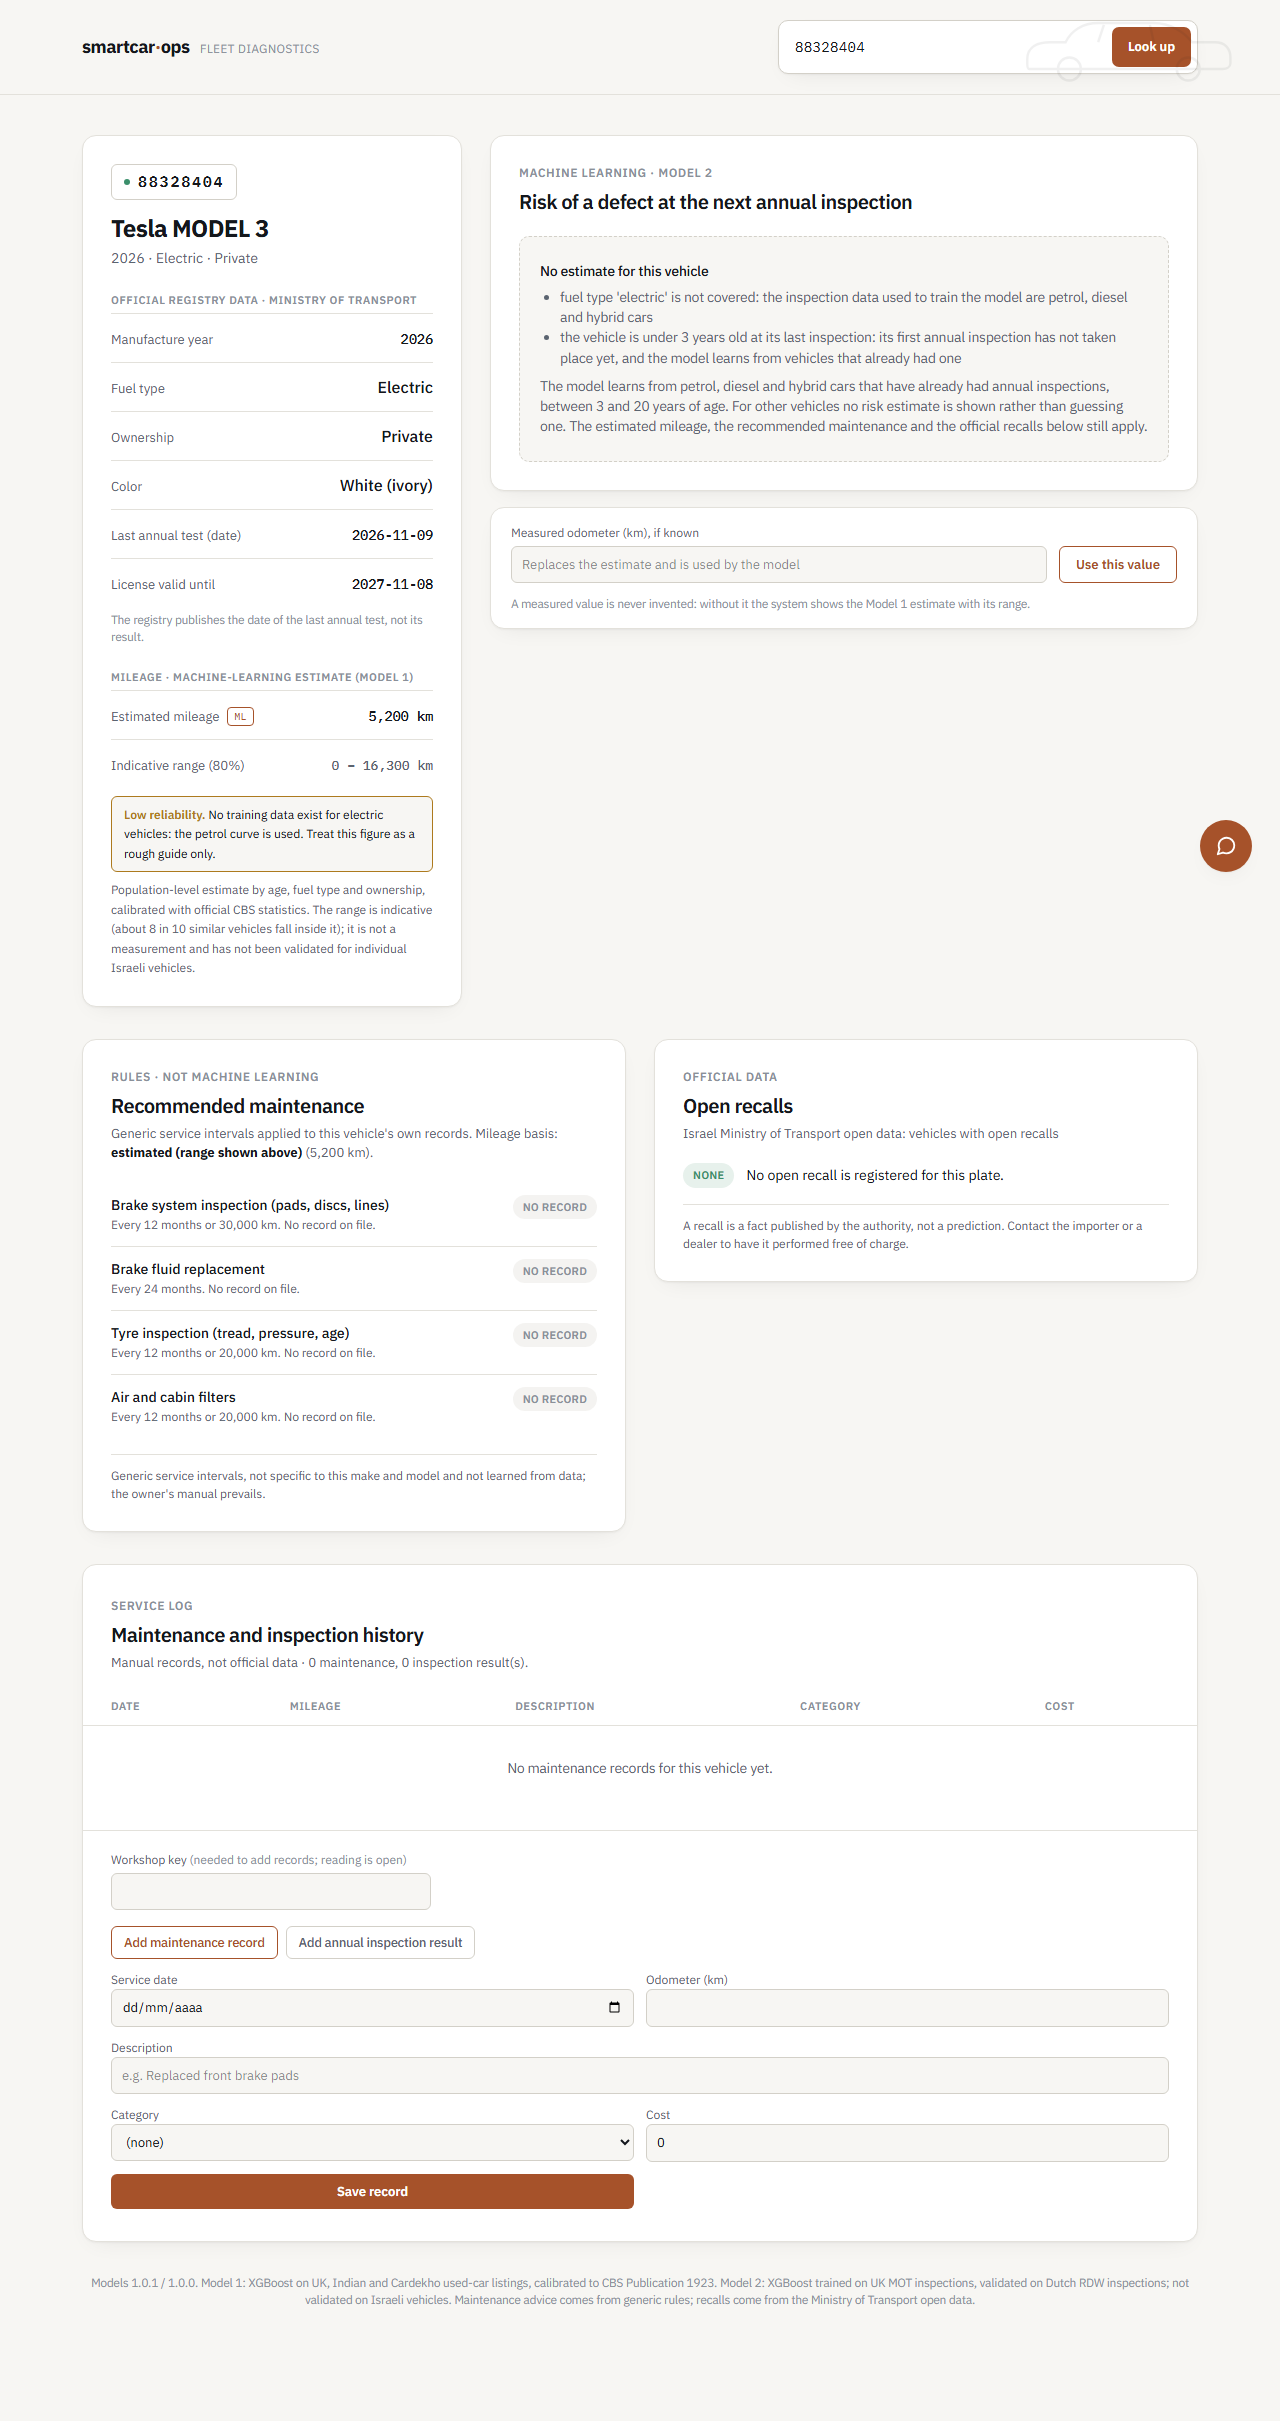 smartcar·ops FLEET DIAGNOSTICS
88328404
Look up
88328404
Tesla MODEL 3
2026 · Electric · Private
OFFICIAL REGISTRY DATA · MINISTRY OF TRANSPORT
Manufacture year 2026
Fuel type Electric
Ownership Private
Color White (ivory)
Last annual test (date) 2026-11-09
License valid until 2027-11-08
The registry publishes the date of the last annual test, not its
result.
MILEAGE · MACHINE-LEARNING ESTIMATE (MODEL 1)
Estimated mileage ML 5,200 km
Indicative range (80%) 0 – 16,300 km
Low reliability. No training data exist for electric
vehicles: the petrol curve is used. Treat this figure as a
rough guide only.
Population-level estimate by age, fuel type and ownership,
calibrated with official CBS statistics. The range is indicative
(about 8 in 10 similar vehicles fall inside it); it is not a
measurement and has not been validated for individual
Israeli vehicles.
MACHINE LEARNING · MODEL 2
Risk of a defect at the next annual inspection
No estimate for this vehicle
• fuel type 'electric' is not covered: the inspection data used to train the model are petrol, diesel
and hybrid cars
• the vehicle is under 3 years old at its last inspection: its first annual inspection has not taken
place yet, and the model learns from vehicles that already had one
The model learns from petrol, diesel and hybrid cars that have already had annual inspections,
between 3 and 20 years of age. For other vehicles no risk estimate is shown rather than guessing
one. The estimated mileage, the recommended maintenance and the official recalls below still apply.
Measured odometer (km), if known
Replaces the estimate and is used by the model
Use this value
A measured value is never invented: without it the system shows the Model 1 estimate with its range.
RULES · NOT MACHINE LEARNING
Recommended maintenance
Generic service intervals applied to this vehicle's own records. Mileage basis:
estimated (range shown above) (5,200 km).
Brake system inspection (pads, discs, lines) NO RECORD
Every 12 months or 30,000 km. No record on file.
Brake fluid replacement NO RECORD
Every 24 months. No record on file.
Tyre inspection (tread, pressure, age) NO RECORD
Every 12 months or 20,000 km. No record on file.
Air and cabin filters NO RECORD
Every 12 months or 20,000 km. No record on file.
Generic service intervals, not specific to this make and model and not learned from data;
the owner's manual prevails.
OFFICIAL DATA
Open recalls
Israel Ministry of Transport open data: vehicles with open recalls
NONE No open recall is registered for this plate.
A recall is a fact published by the authority, not a prediction. Contact the importer or a
dealer to have it performed free of charge.
SERVICE LOG
Maintenance and inspection history
Manual records, not official data · 0 maintenance, 0 inspection result(s).
DATE MILEAGE DESCRIPTION CATEGORY COST
No maintenance records for this vehicle yet.
Workshop key (needed to add records; reading is open)
Add maintenance record Add annual inspection result
Service date Odometer (km)
dd/mm/aaaa
Description
e.g. Replaced front brake pads
Category Cost
(none) 0
Save record
Models 1.0.1 / 1.0.0. Model 1: XGBoost on UK, Indian and Cardekho used-car listings, calibrated to CBS Publication 1923. Model 2: XGBoost trained on UK MOT inspections, validated on Dutch RDW inspections; not
validated on Israeli vehicles. Maintenance advice comes from generic rules; recalls come from the Ministry of Transport open data.